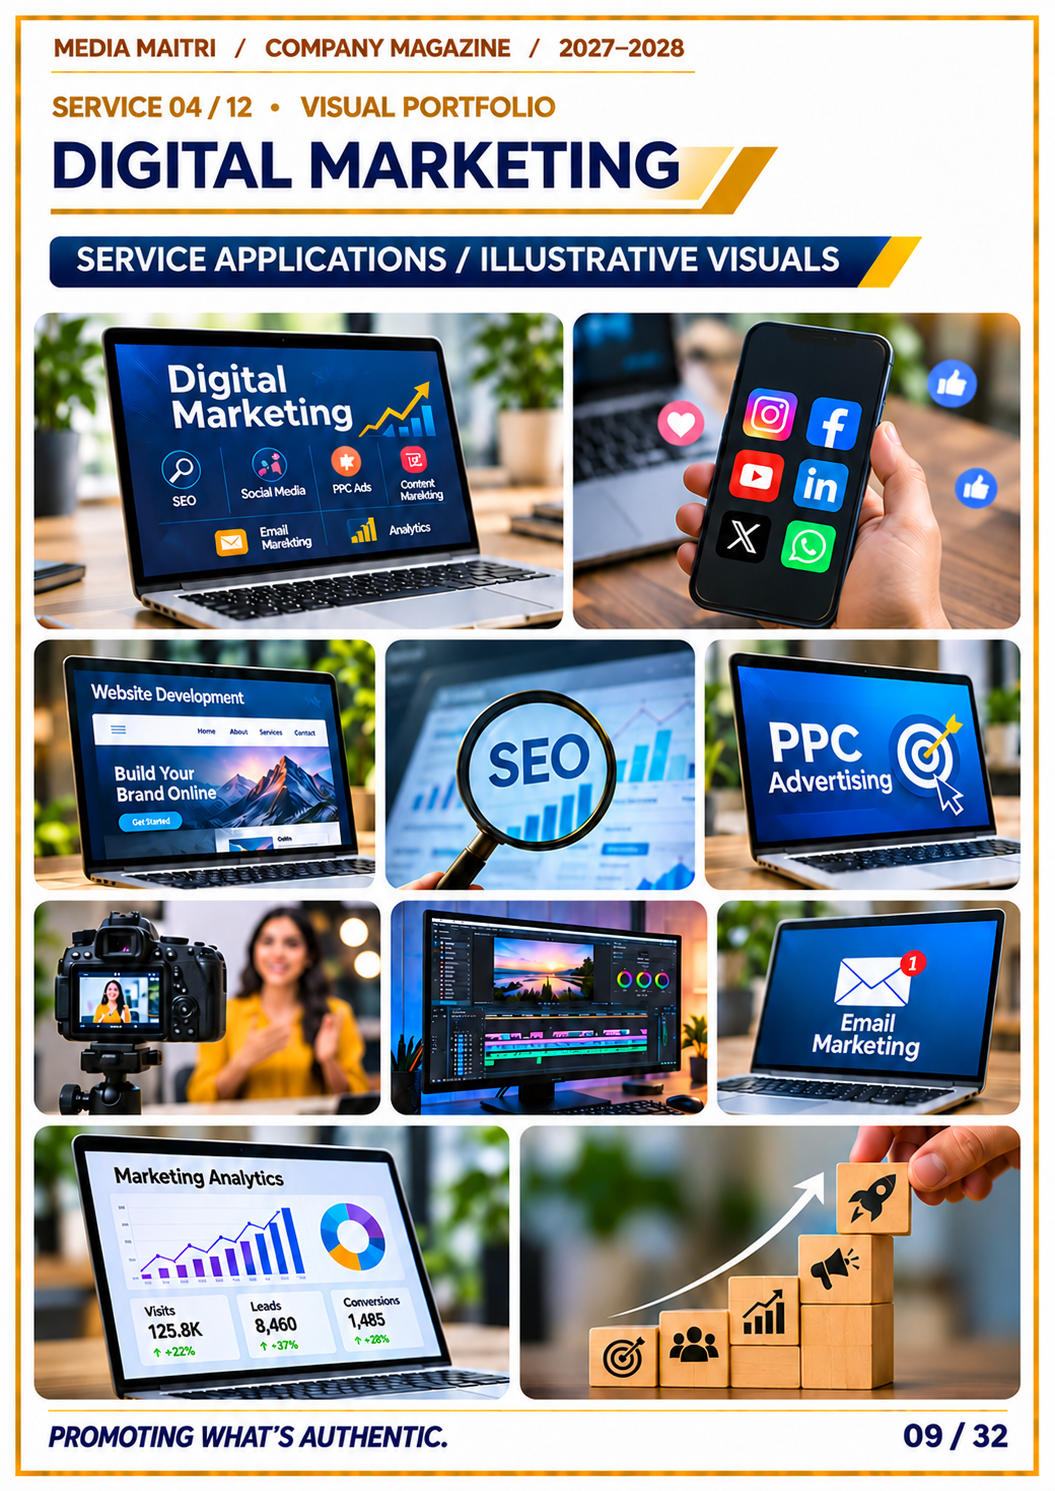 MEDIA MAITRI / COMPANY MAGAZINE / 2027–2028
SERVICE 04 / 12 • VISUAL PORTFOLIO
DIGITAL MARKETING
SERVICE APPLICATIONS / ILLUSTRATIVE VISUALS
Digital
Marketing
SEO
Social Media
PPC Ads
Content
Marekting
Email
Marekting
Analytics
Website Development
Home About Services Contact
Build Your
Brand Online
Get Started
SEO
PPC
Advertising
1
Email
Marketing
Marketing Analytics
Visits
125.8K
↑ +22%
Leads
8,460
↑ +37%
Conversions
1,485
↑ +28%
PROMOTING WHAT'S AUTHENTIC.
09 / 32